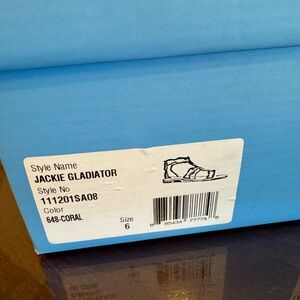 Style Name
JACKIE GLADIATOR
Style No
111201SA08
Color
648-CORAL
Size
6